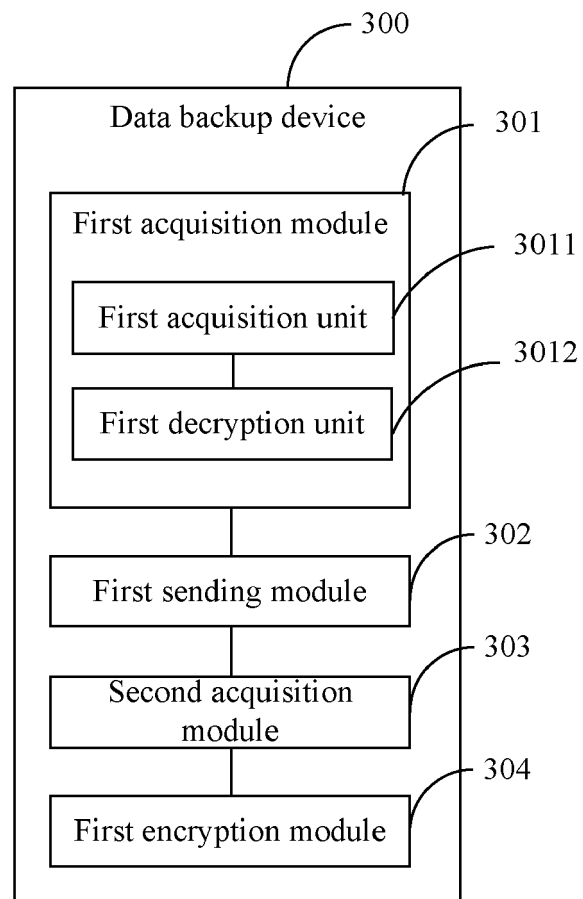 300
Data backup device
301
First acquisition module
3011
First acquisition unit
3012
First decryption unit
302
First sending module
303
Second acquisition
module
304
First encryption module